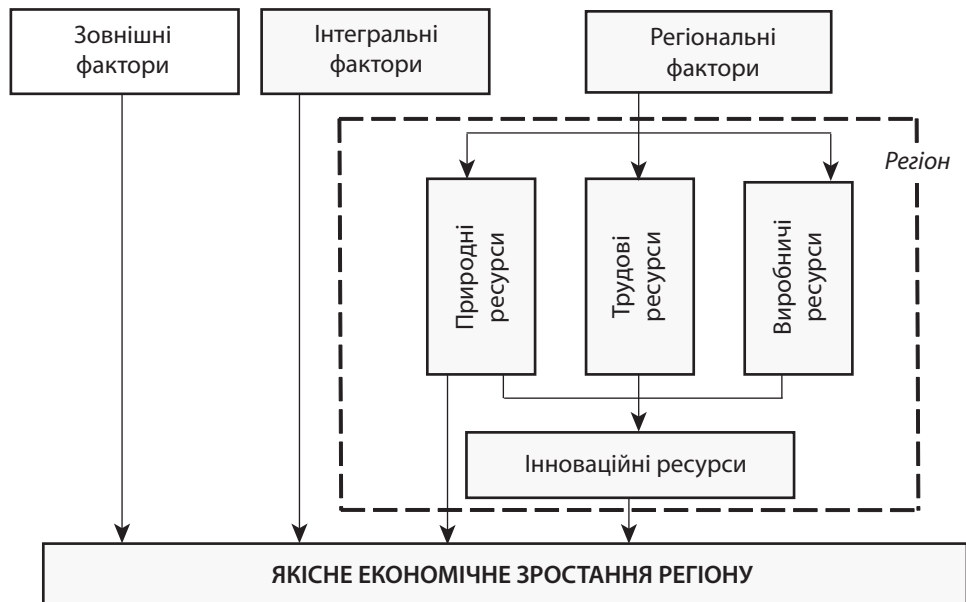 Зовнішні
фактори
Інтегральні
фактори
Регіональні
фактори
Регіон
Природні
ресурси
Трудові
ресурси
Виробничі
ресурси
Інноваційні ресурси
ЯКІСНЕ ЕКОНОМІЧНЕ ЗРОСТАННЯ РЕГІОНУ